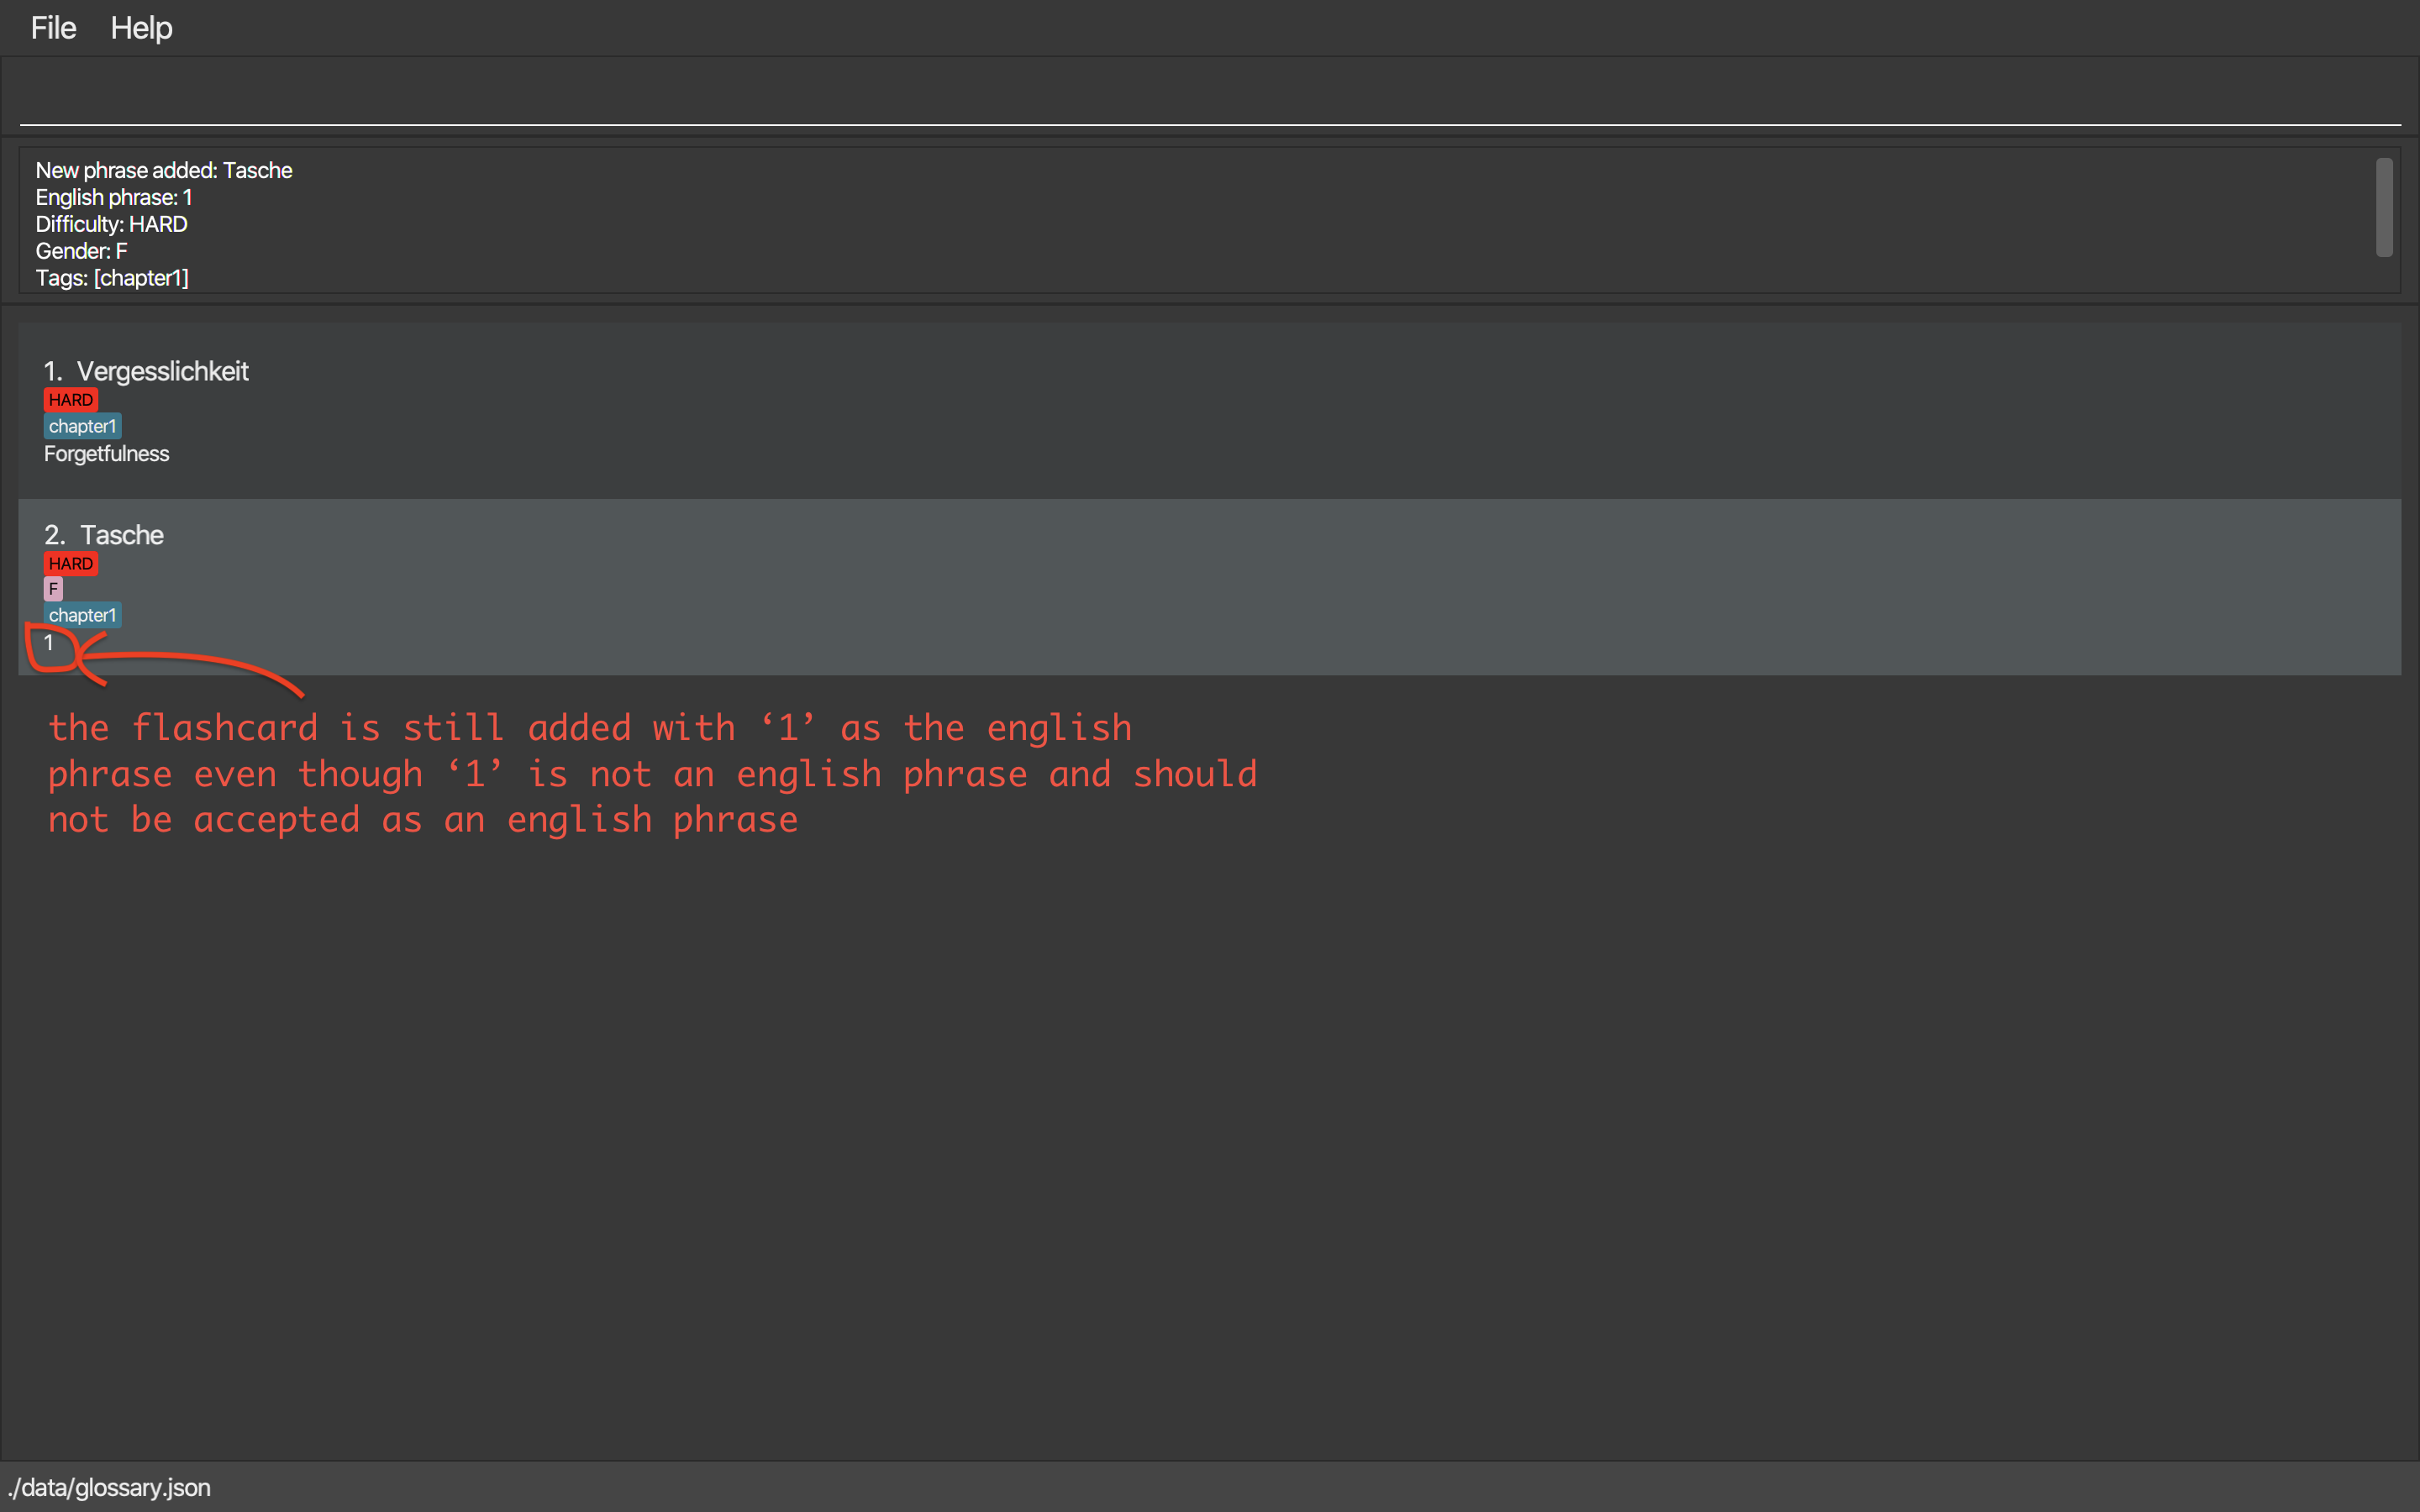 File Help
New phrase added: Tasche
English phrase: 1
Difficulty: HARD
Gender: F
Tags: [chapter1]
1. Vergesslichkeit
HARD
chapter1
Forgetfulness
2. Tasche
HARD
F
chapter1
1
the flashcard is still added with ‘1’ as the english
phrase even though ‘1’ is not an english phrase and should
not be accepted as an english phrase
./data/glossary.json